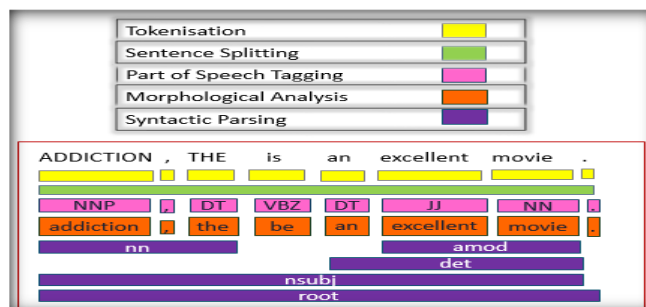 Tokenisation
Sentence Splitting
Part of Speech Tagging
Morphological Analysis
Syntactic Parsing
ADDICTION , THE is an excellent movie .
NNP , DT VBZ DT JJ NN .
addiction , the be an excellent movie .
nn amod
det
nsubj
root